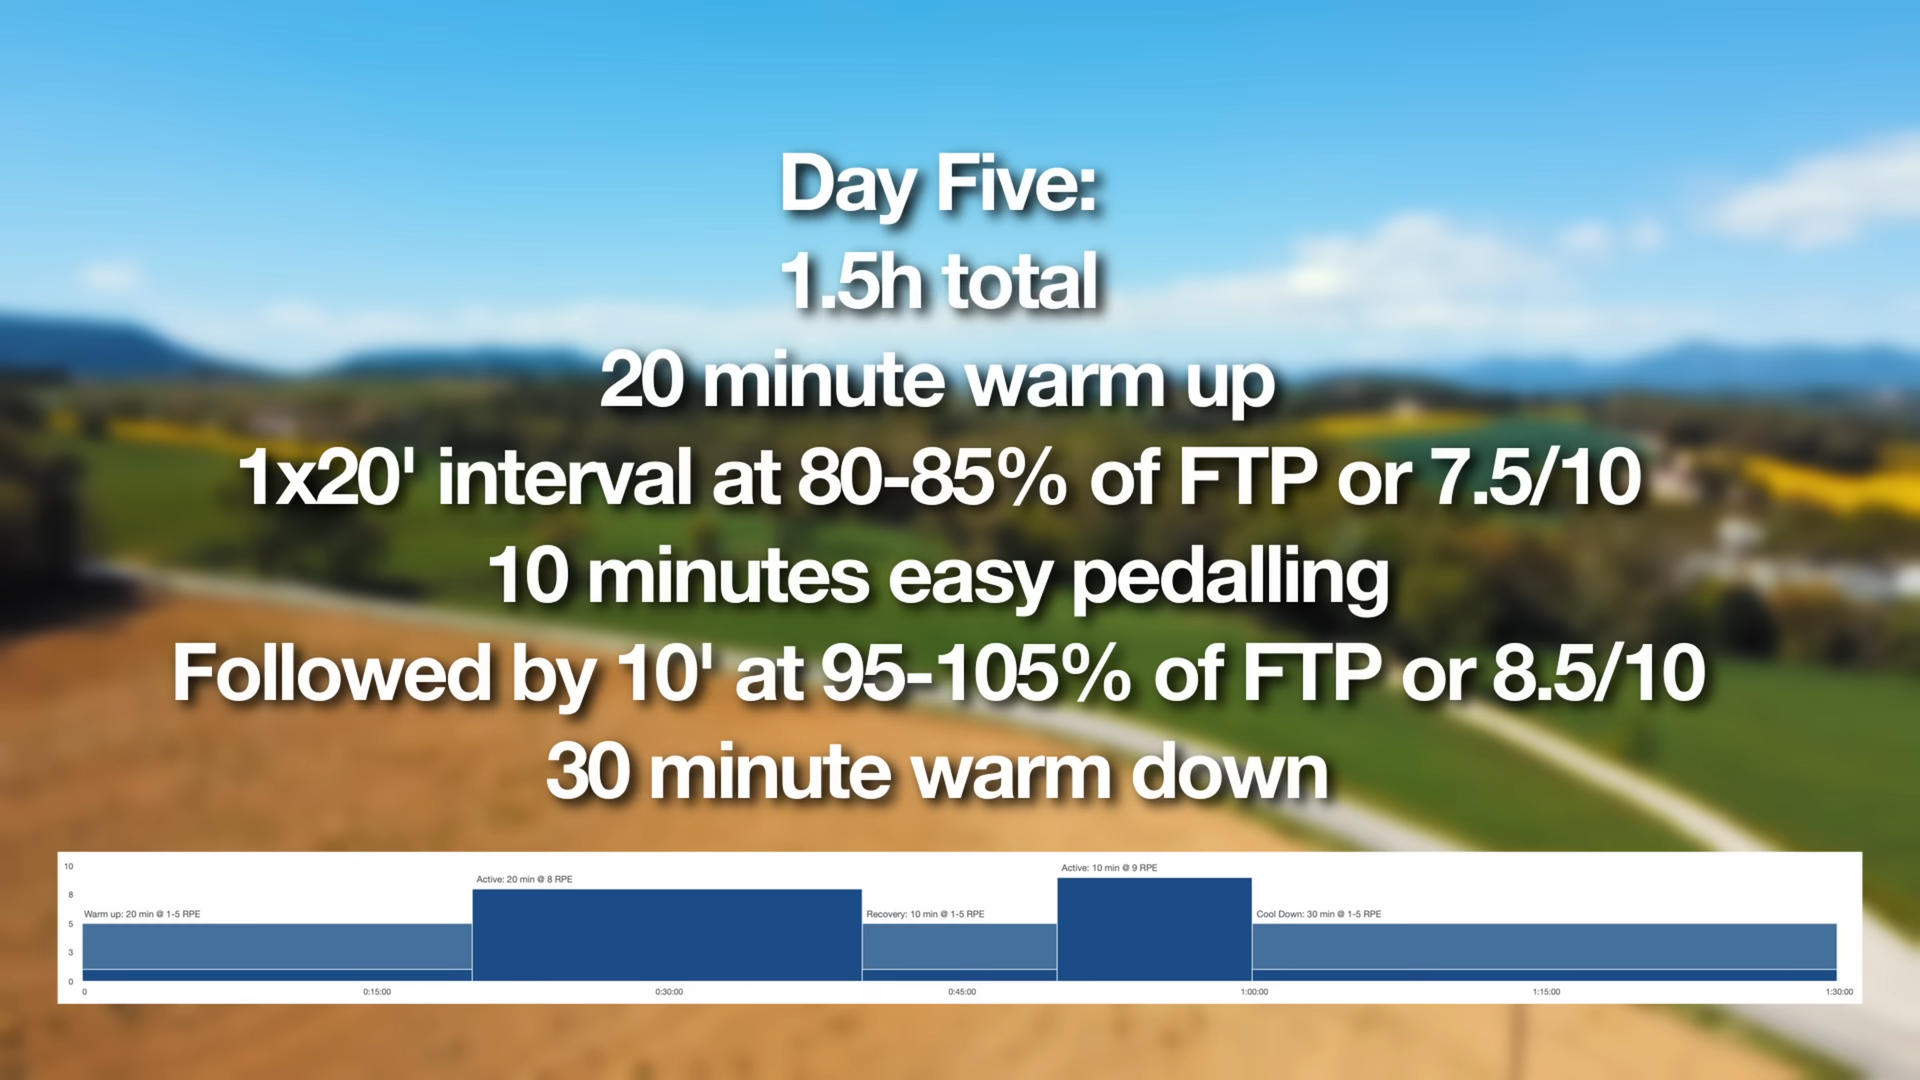 Day Five:
1.5h total
20 minute warm up
1x20' interval at 80-85% of FTP or 7.5/10
10 minutes easy pedalling
Followed by 10' at 95-105% of FTP or 8.5/10
30 minute warm down
10
Active: 10 min @ 9 RPE
Active: 20 min @ 8 RPE
8
Warm up: 20 min @ 1-5 RPE
Recovery: 10 min @ 1-5 RPE
Cool Down: 30 min @ 1-5 RPE
5
3
0
0 0:15:00 0:30:00 0:45:00 1:00:00 1:15:00 1:30:00